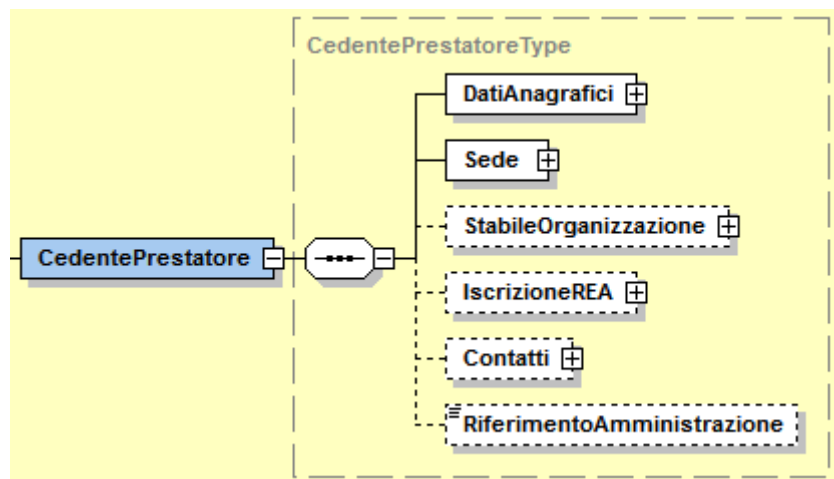 CedentePrestatoreType
DatiAnagrafici
Sede
StabileOrganizzazione
CedentePrestatore
IscrizioneREA
Contatti
RiferimentoAmministrazione